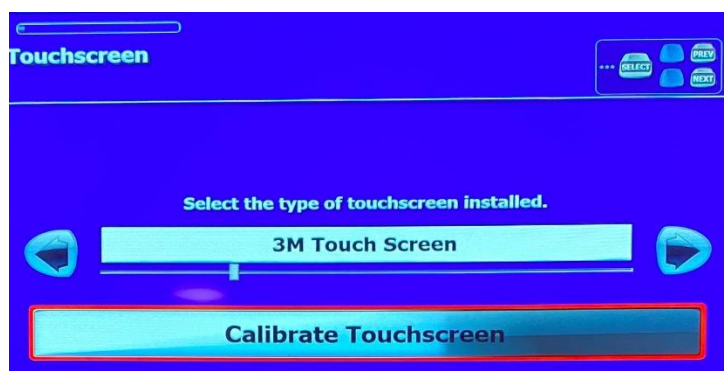 Touchscreen
PREV
... SELECT
NEXT
Select the type of touchscreen installed.
3M Touch Screen
Calibrate Touchscreen